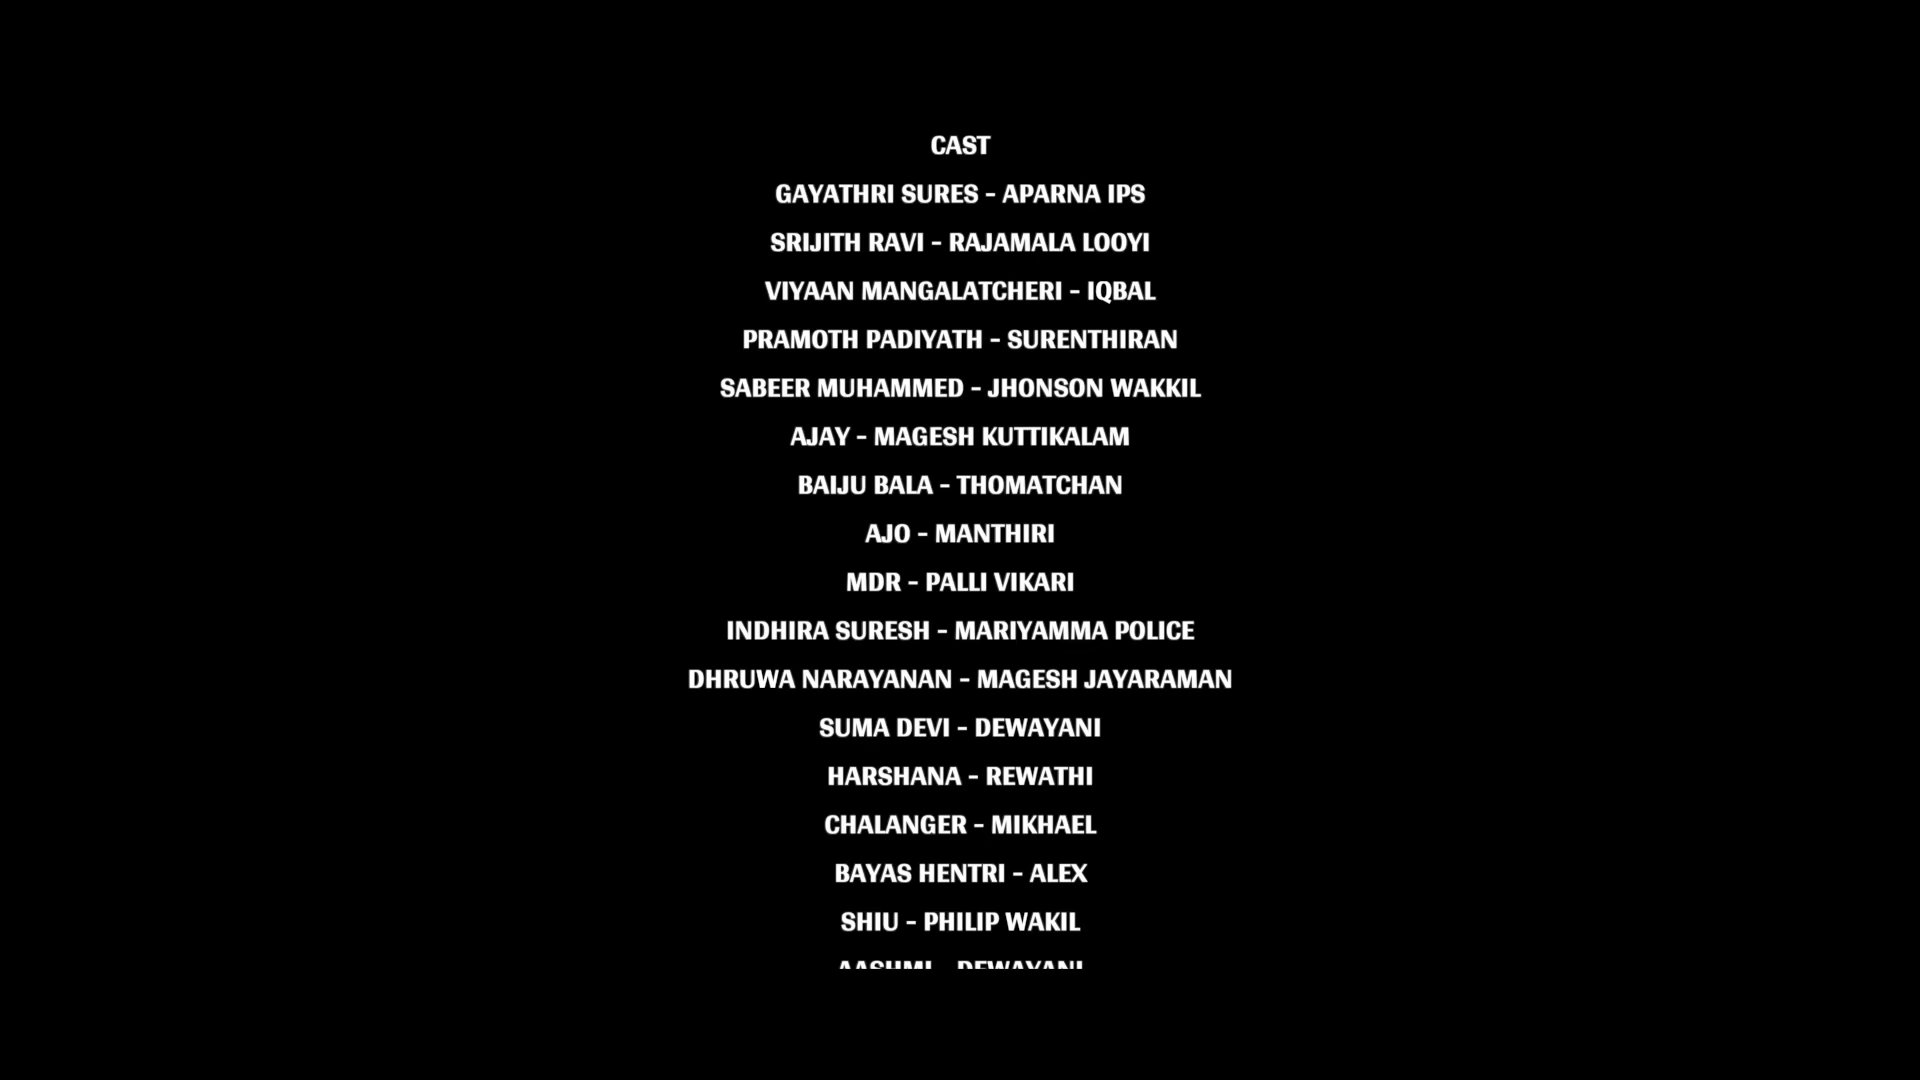 CAST
GAYATHRI SURES - APARNA IPS
SRIJITH RAVI - RAJAMALA LOOYI
VIYAAN MANGALATCHERI - IQBAL
PRAMOTH PADIYATH - SURENTHIRAN
SABEER MUHAMMED - JHONSON WAKKIL
AJAY - MAGESH KUTTIKALAM
BAIJU BALA - THOMATCHAN
AJO - MANTHIRI
MDR - PALLI VIKARI
INDHIRA SURESH - MARIYAMMA POLICE
DHRUWA NARAYANAN - MAGESH JAYARAMAN
SUMA DEVI - DEWAYANI
HARSHANA - REWATHI
CHALANGER - MIKHAEL
BAYAS HENTRI - ALEX
SHIU - PHILIP WAKIL
AASHMI - DEWAYANI